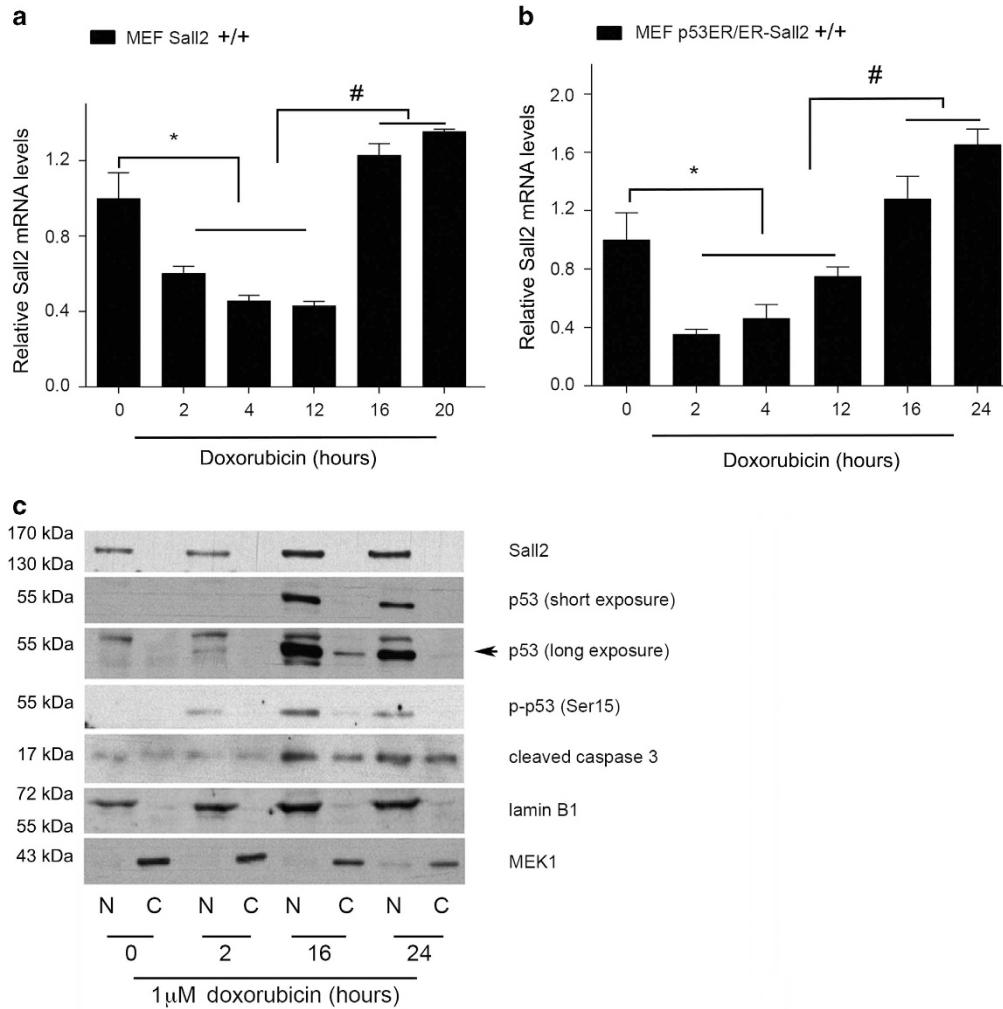 a
MEF Sall2 +/+
Relative Sall2 mRNA levels
1.2
0.8
0.4
0.0
*
#
0 2 4 12 16 20
Doxorubicin (hours)
b
MEF p53ER/ER-Sall2 +/+
Relative Sall2 mRNA levels
2.0
1.6
1.2
0.8
0.4
0.0
*
#
0 2 4 12 16 24
Doxorubicin (hours)
c
170 kDa
130 kDa
Sall2
55 kDa
p53 (short exposure)
55 kDa
p53 (long exposure)
55 kDa
p-p53 (Ser15)
17 kDa
cleaved caspase 3
72 kDa
55 kDa
lamin B1
43 kDa
MEK1
N C N C N C N C
0 2 16 24
1μM doxorubicin (hours)